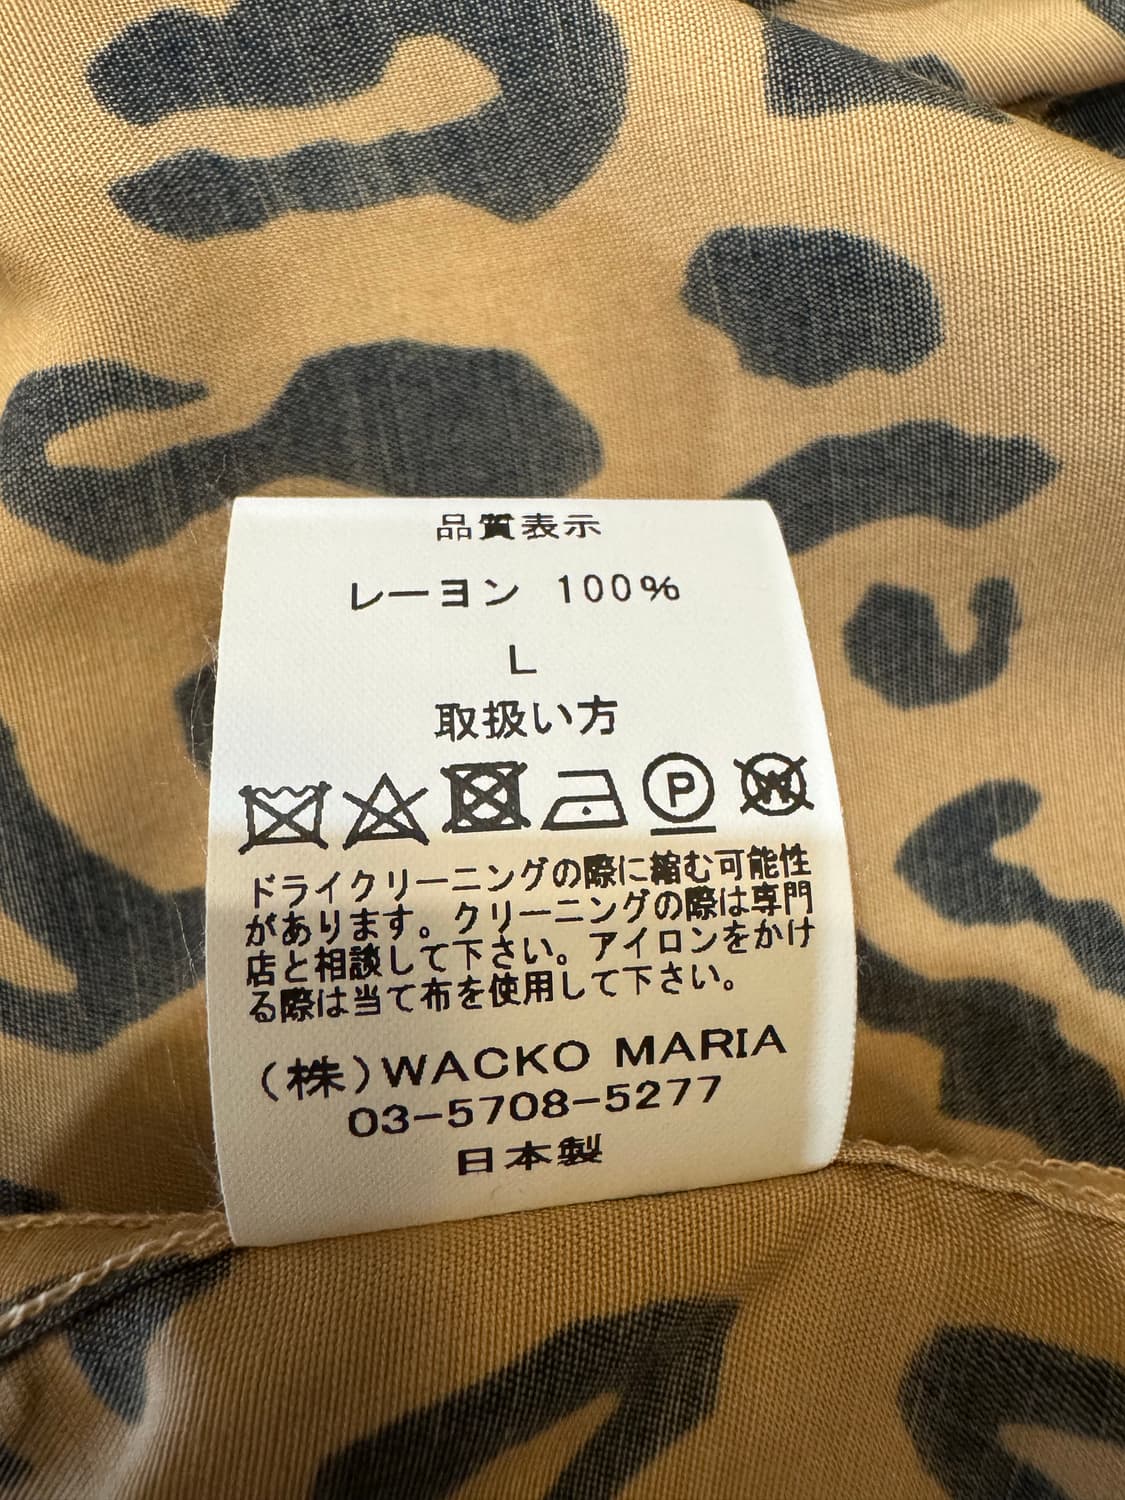 品質表示
レーヨン 100%
L
取扱い方
P W
ドライクリーニングの際に縮む可能性
があります。クリーニングの際は専門
店と相談して下さい。アイロンをかけ
る際は当て布を使用して下さい。
(株)WACKO MARIA
03-5708-5277
日本製